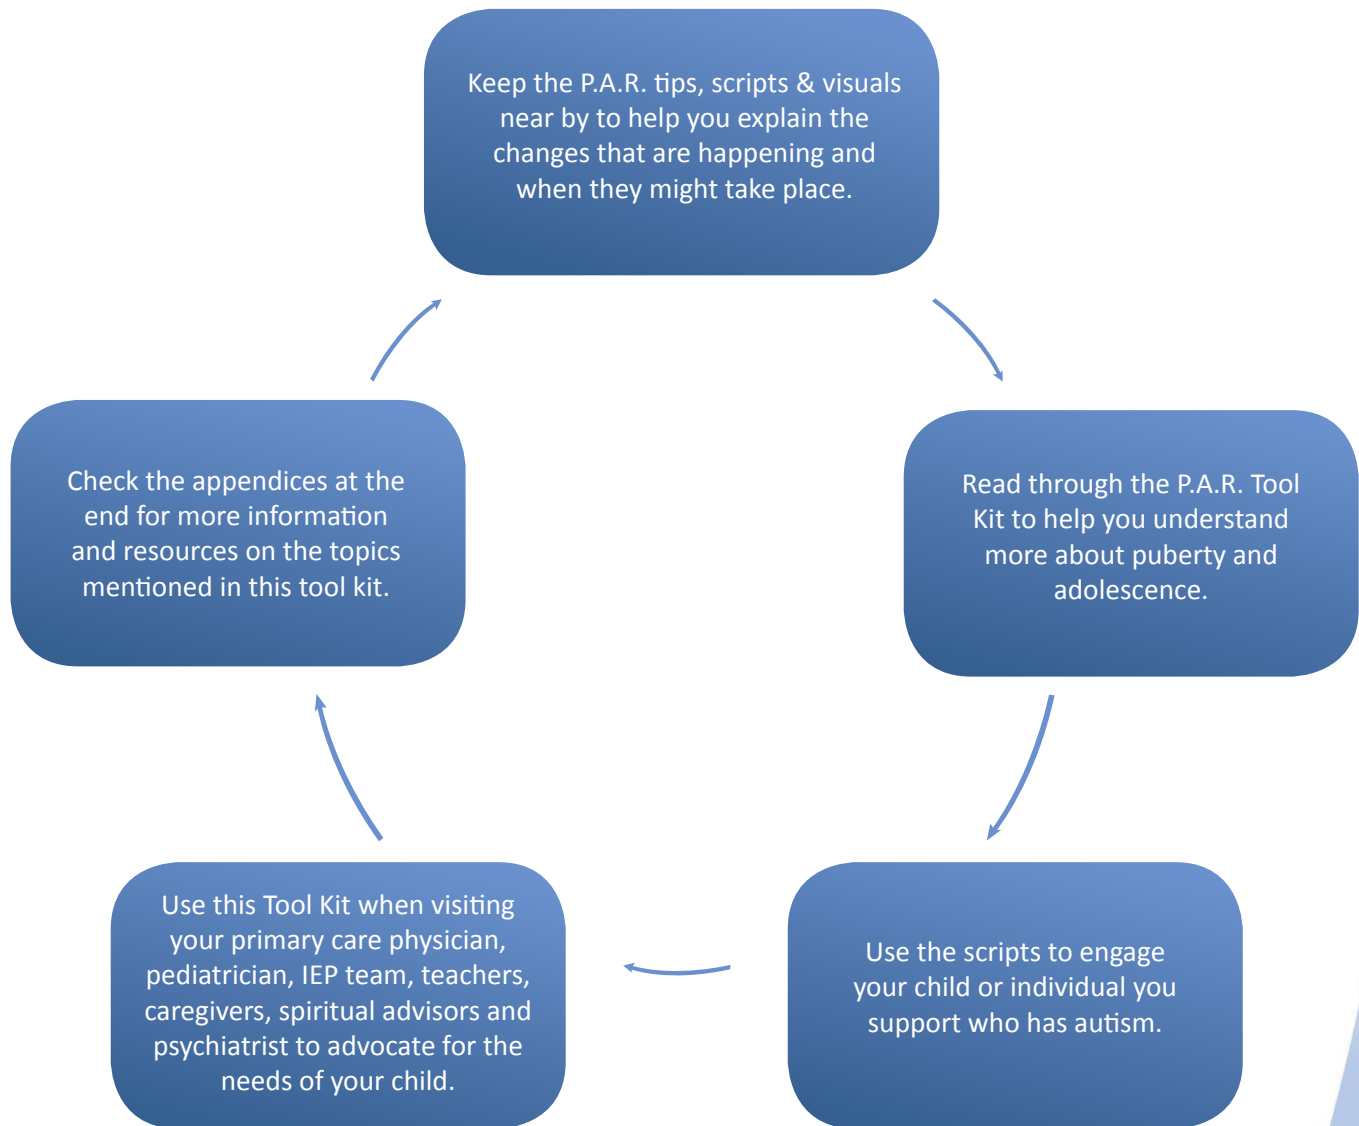 Keep the P.A.R. tips, scripts & visuals
near by to help you explain the
changes that are happening and
when they might take place.
Read through the P.A.R. Tool
Kit to help you understand
more about puberty and
adolescence.
Use the scripts to engage
your child or individual you
support who has autism.
Use this Tool Kit when visiting
your primary care physician,
pediatrician, IEP team, teachers,
caregivers, spiritual advisors and
psychiatrist to advocate for the
needs of your child.
Check the appendices at the
end for more information
and resources on the topics
mentioned in this tool kit.